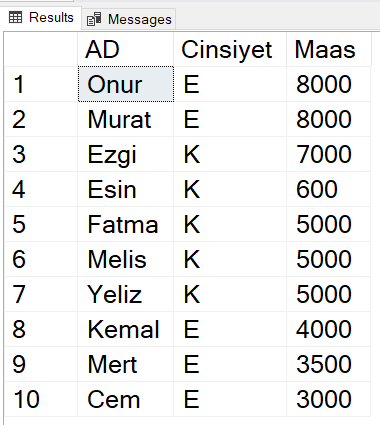 Results Messages
AD Cinsiyet Maas
1 Onur E 8000
2 Murat E 8000
3 Ezgi K 7000
4 Esin K 600
5 Fatma K 5000
6 Melis K 5000
7 Yeliz K 5000
8 Kemal E 4000
9 Mert E 3500
10 Cem E 3000